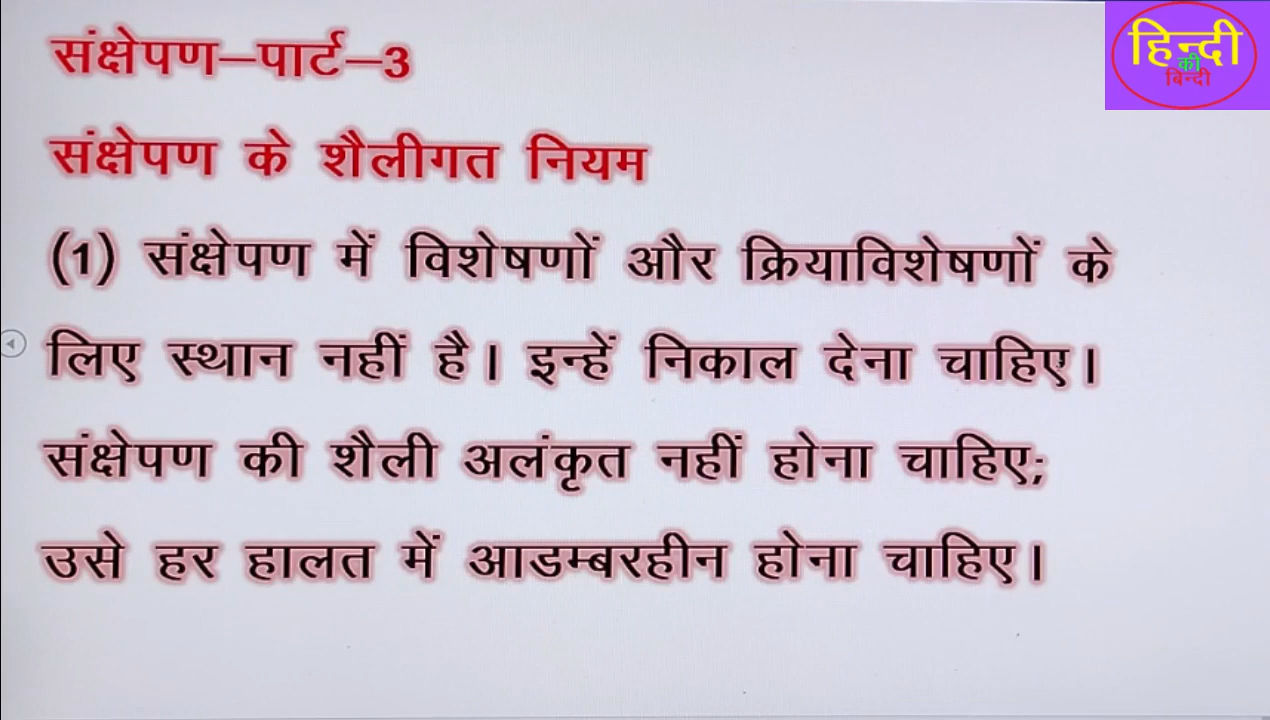 संक्षेपण–पार्ट–3
हिन्दी
की
बिन्दी
संक्षेपण के शैलीगत नियम
(1) संक्षेपण में विशेषणों और क्रियाविशेषणों के
लिए स्थान नहीं है। इन्हें निकाल देना चाहिए।
संक्षेपण की शैली अलंकृत नहीं होना चाहिए;
उसे हर हालत में आडम्बरहीन होना चाहिए।